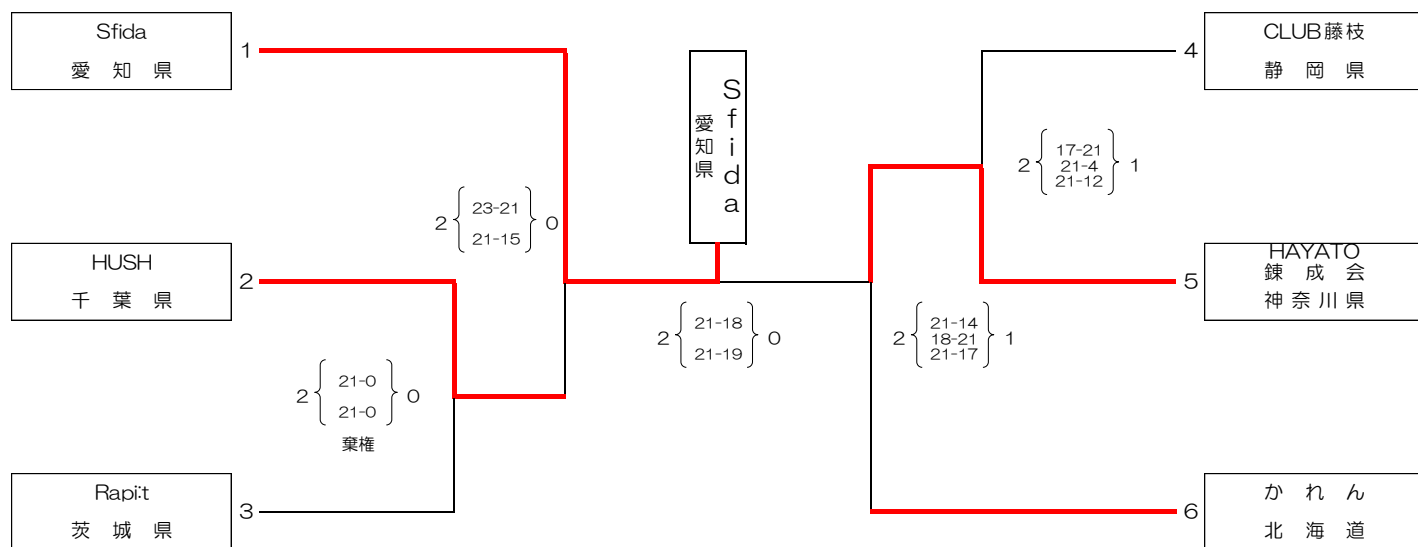 Sfida
愛知県
1
HUSH
千葉県
2
Rapi:t
茨城県
3
2 23-21 0
21-15
2 21-0 0
21-0
棄権
Sfida
愛知県
2 21-18 0
21-19
17-21
2 21-4 1
21-12
21-14
2 18-21 1
21-17
4
CLUB藤枝
静岡県
5
HAYATO
錬成会
神奈川県
6
かれん
北海道